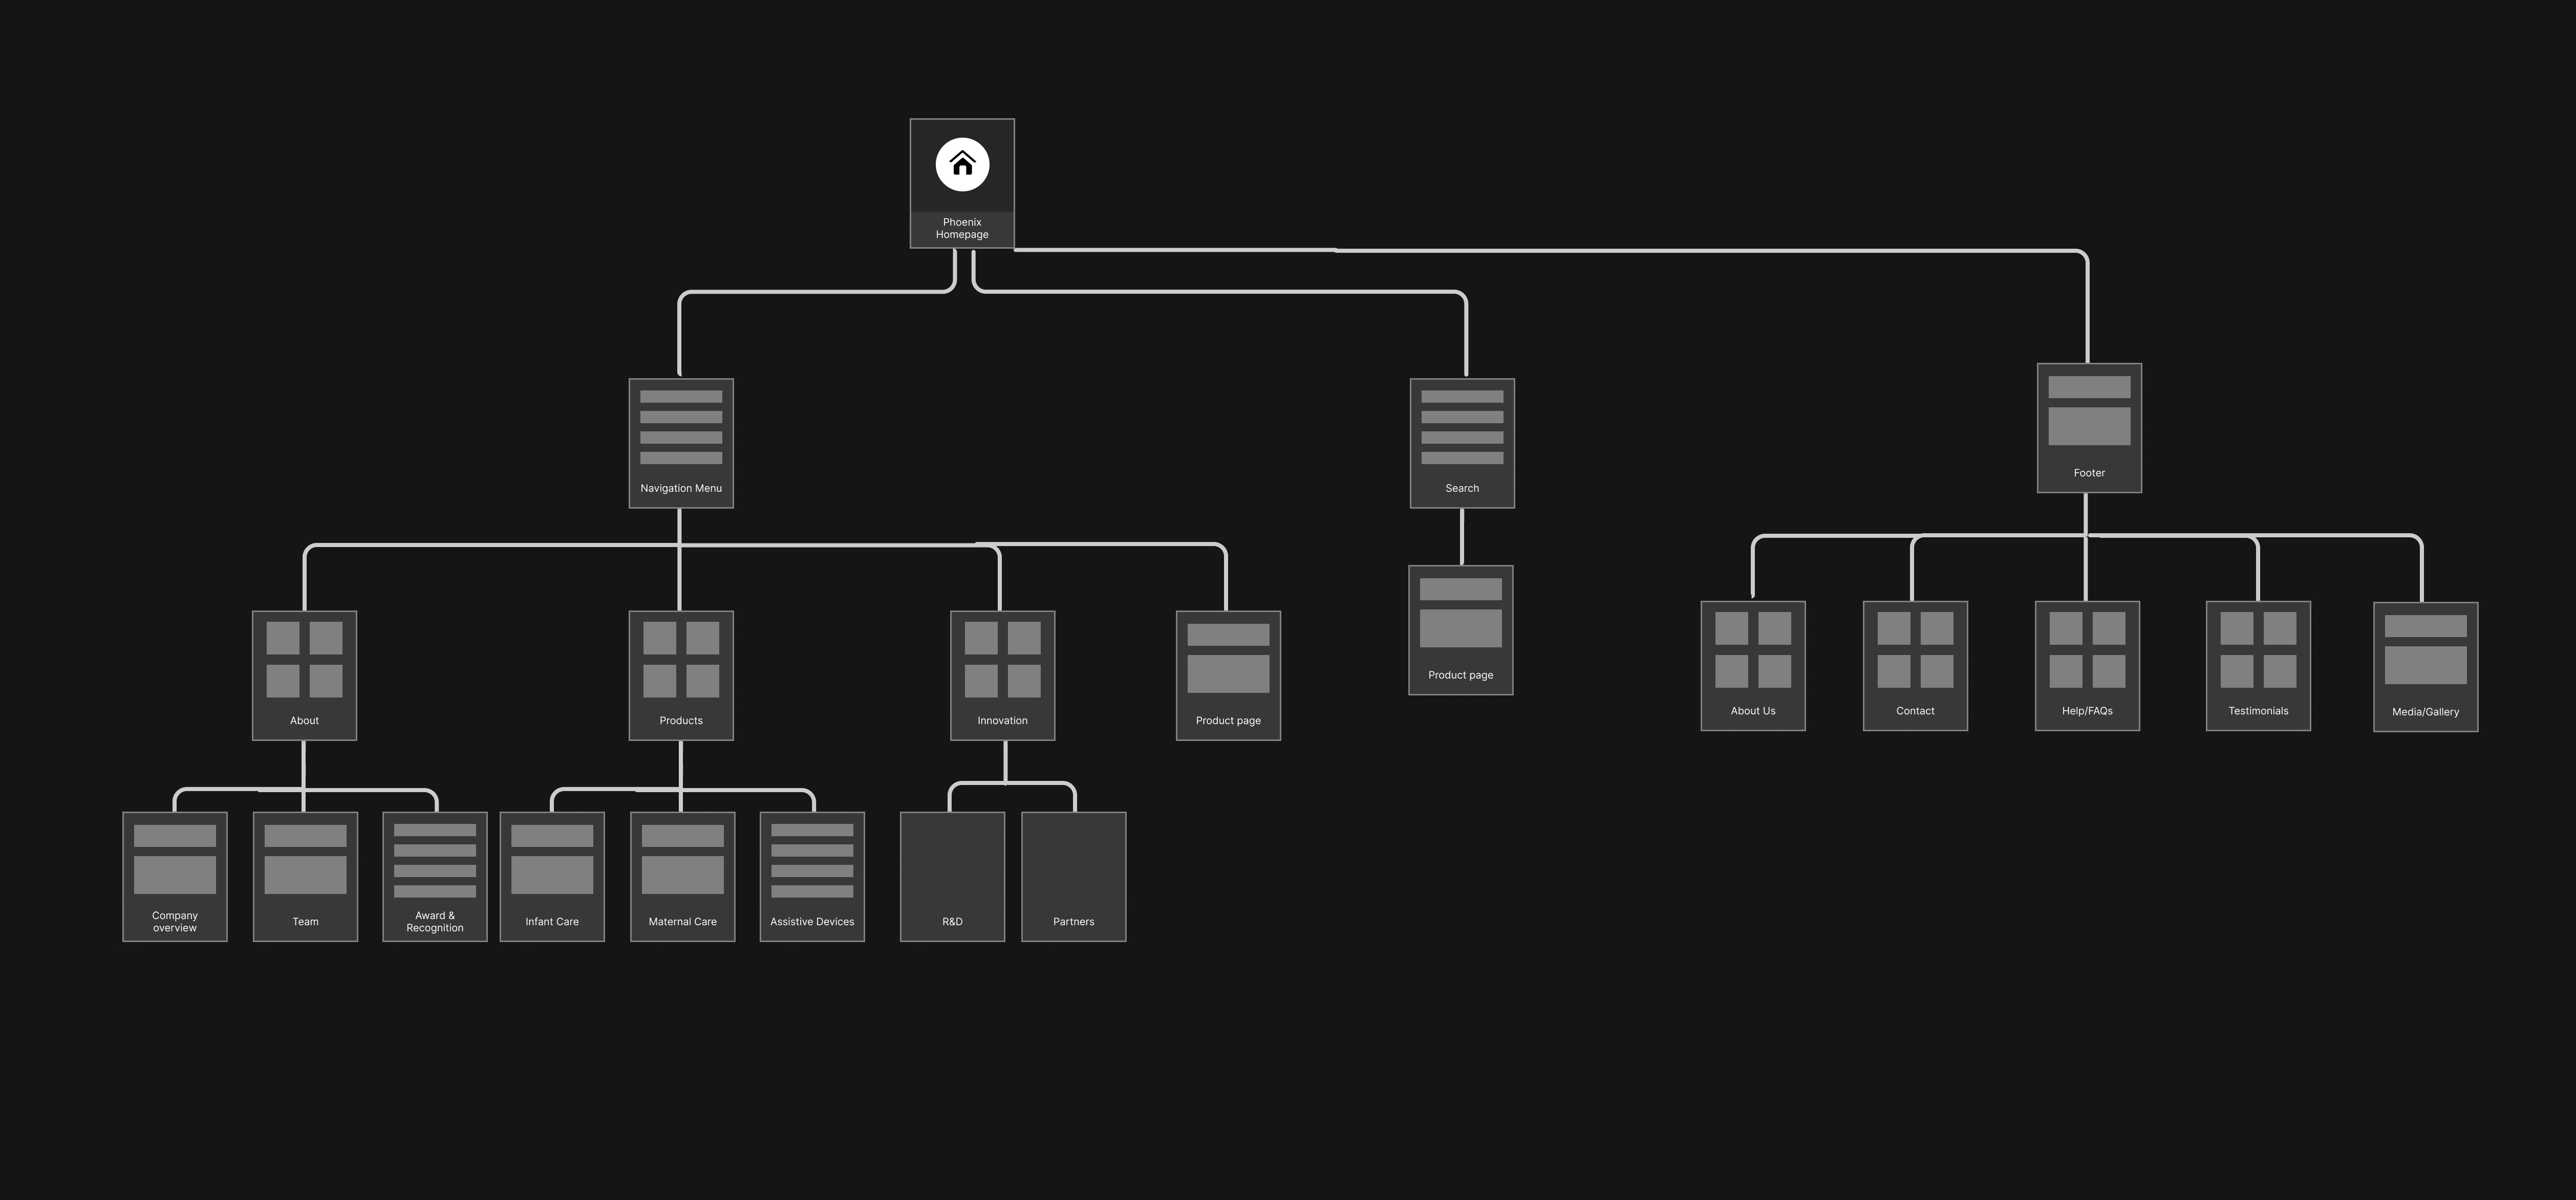 Phoenix
Homepage
Navigation Menu
Search
Footer
About
Products
Innovation
Product page
Product page
About Us
Contact
Help/FAQs
Testimonials
Media/Gallery
Company
overview
Team
Award &
Recognition
Infant Care
Maternal Care
Assistive Devices
R&D
Partners